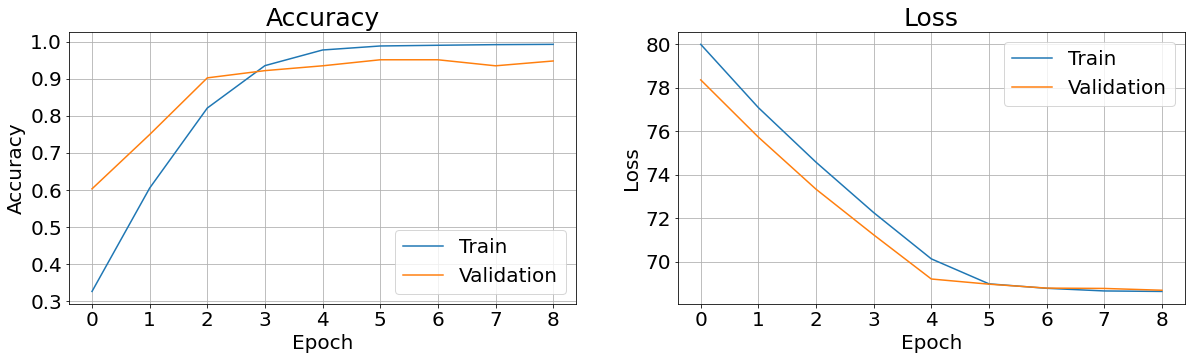 Accuracy
Accuracy
1.0
0.9
0.8
0.7
0.6
0.5
0.4
0.3
Train
Validation
0 1 2 3 4 5 6 7 8
Epoch
Loss
Loss
80
78
76
74
72
70
Train
Validation
0 1 2 3 4 5 6 7 8
Epoch